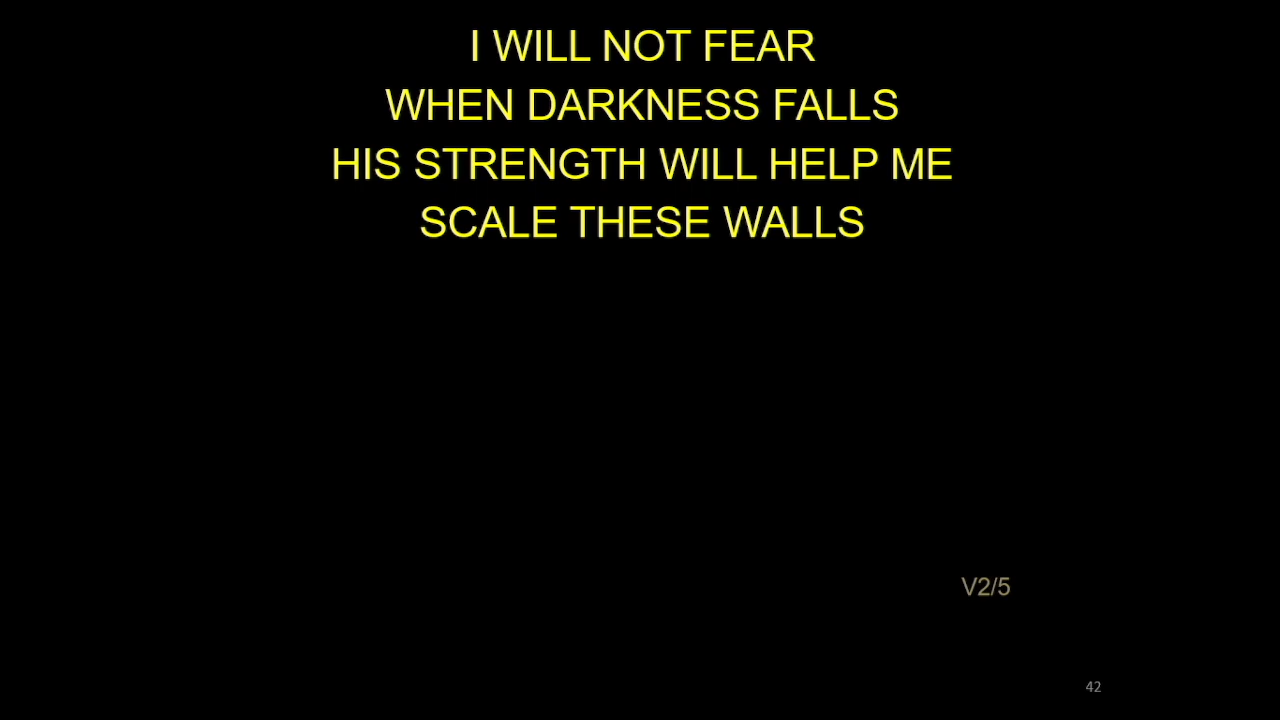 I WILL NOT FEAR
WHEN DARKNESS FALLS
HIS STRENGTH WILL HELP ME
SCALE THESE WALLS
V2/5
42